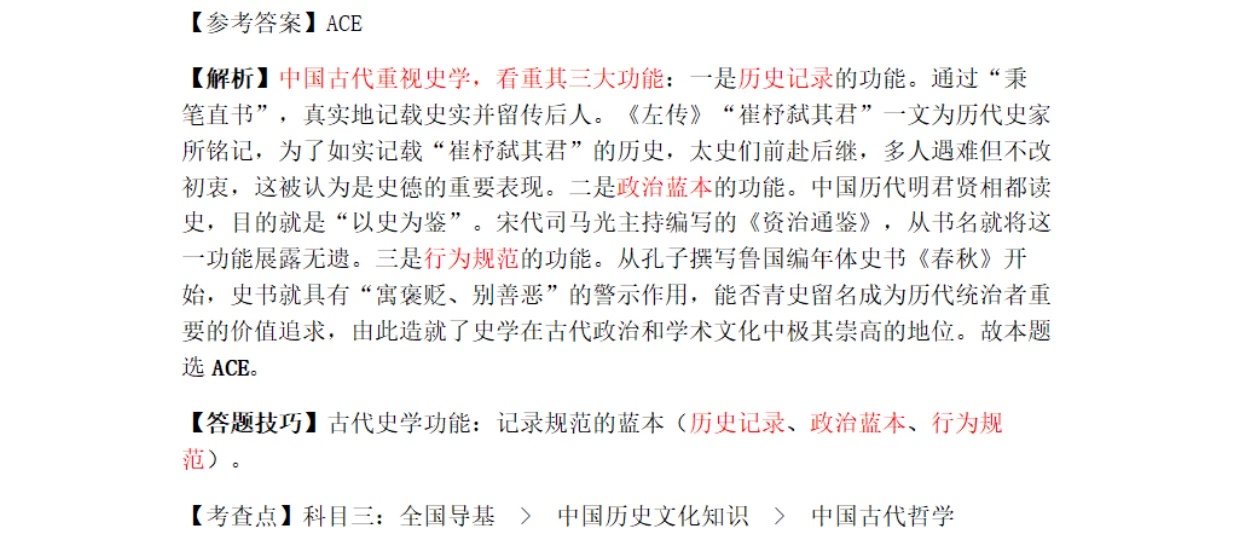 【参考答案】ACE
【解析】中国古代重视史学，看重其三大功能：一是历史记录的功能。通过“秉
笔直书”，真实地记载史实并留传后人。《左传》“崔杼弑其君”一文为历代史家
所铭记，为了如实记载“崔杼弑其君”的历史，太史们前赴后继，多人遇难但不改
初衷，这被认为是史德的重要表现。二是政治蓝本的功能。中国历代明君贤相都读
史，目的就是“以史为鉴”。宋代司马光主持编写的《资治通鉴》，从书名就将这
一功能展露无遗。三是行为规范的功能。从孔子撰写鲁国编年体史书《春秋》开
始，史书就具有“寓褒贬、别善恶”的警示作用，能否青史留名成为历代统治者重
要的价值追求，由此造就了史学在古代政治和学术文化中极其崇高的地位。故本题
选 ACE。
【答题技巧】古代史学功能：记录规范的蓝本（历史记录、政治蓝本、行为规
范）。
【考查点】科目三：全国导基 > 中国历史文化知识 > 中国古代哲学